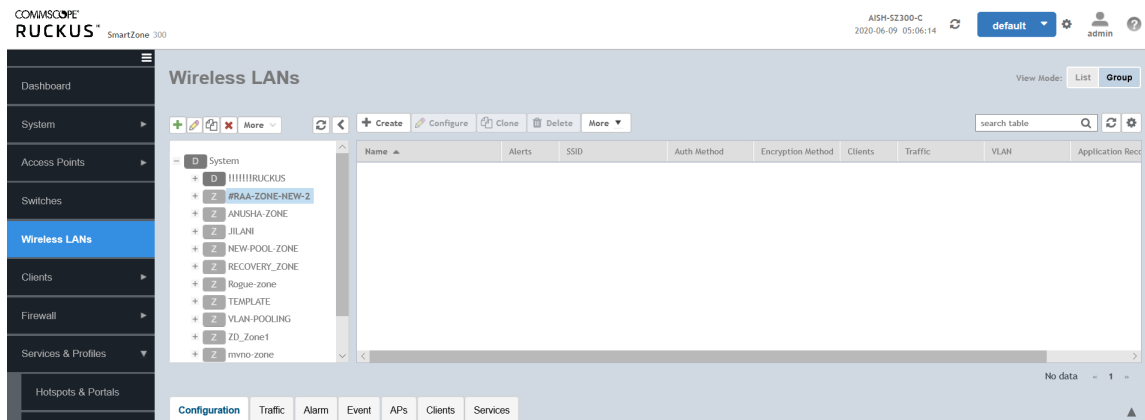 COMMSCOPE®
RUCKUS® SmartZone 300
AISH-SZ300-C
2020-06-09 05:06:14
default
admin
Dashboard
System
Access Points
Switches
Wireless LANs
Clients
Firewall
Services & Profiles
Hotspots & Portals
Wireless LANs
View Mode: List Group
More
Create Configure Clone Delete More
search table
D System
D !!!!!!!RUCKUS
Z #RAA-ZONE-NEW-2
Z ANUSHA-ZONE
Z JILANI
Z NEW-POOL-ZONE
Z RECOVERY_ZONE
Z Rogue-zone
Z TEMPLATE
Z VLAN-POOLING
Z ZD_Zone1
Z mvno-zone
Name Alerts SSID Auth Method Encryption Method Clients Traffic VLAN Application Reco
No data 1
Configuration Traffic Alarm Event APs Clients Services